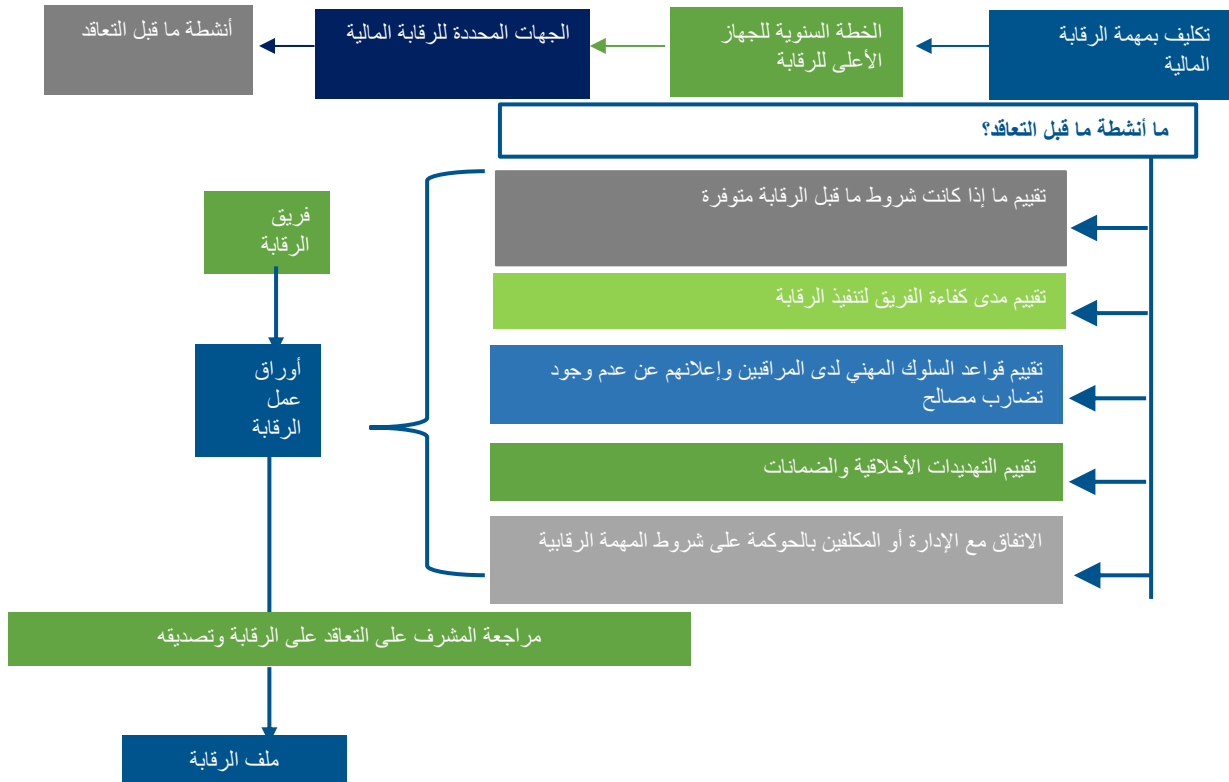 تكليف بمهمة الرقابة
المالية
الخطة السنوية للجهاز
الأعلى للرقابة
الجهات المحددة للرقابة المالية
أنشطة ما قبل التعاقد
ما أنشطة ما قبل التعاقد؟
تقييم ما إذا كانت شروط ما قبل الرقابة متوفرة
تقييم مدى كفاءة الفريق لتنفيذ الرقابة
تقييم قواعد السلوك المهني لدى المراقبين وإعلانهم عن عدم وجود
تضارب مصالح
تقييم التهديدات الأخلاقية والضمانات
الاتفاق مع الإدارة أو المكلفين بالحوكمة على شروط المهمة الرقابية
فريق
الرقابة
أوراق
عمل
الرقابة
مراجعة المشرف على التعاقد على الرقابة وتصديقه
ملف الرقابة